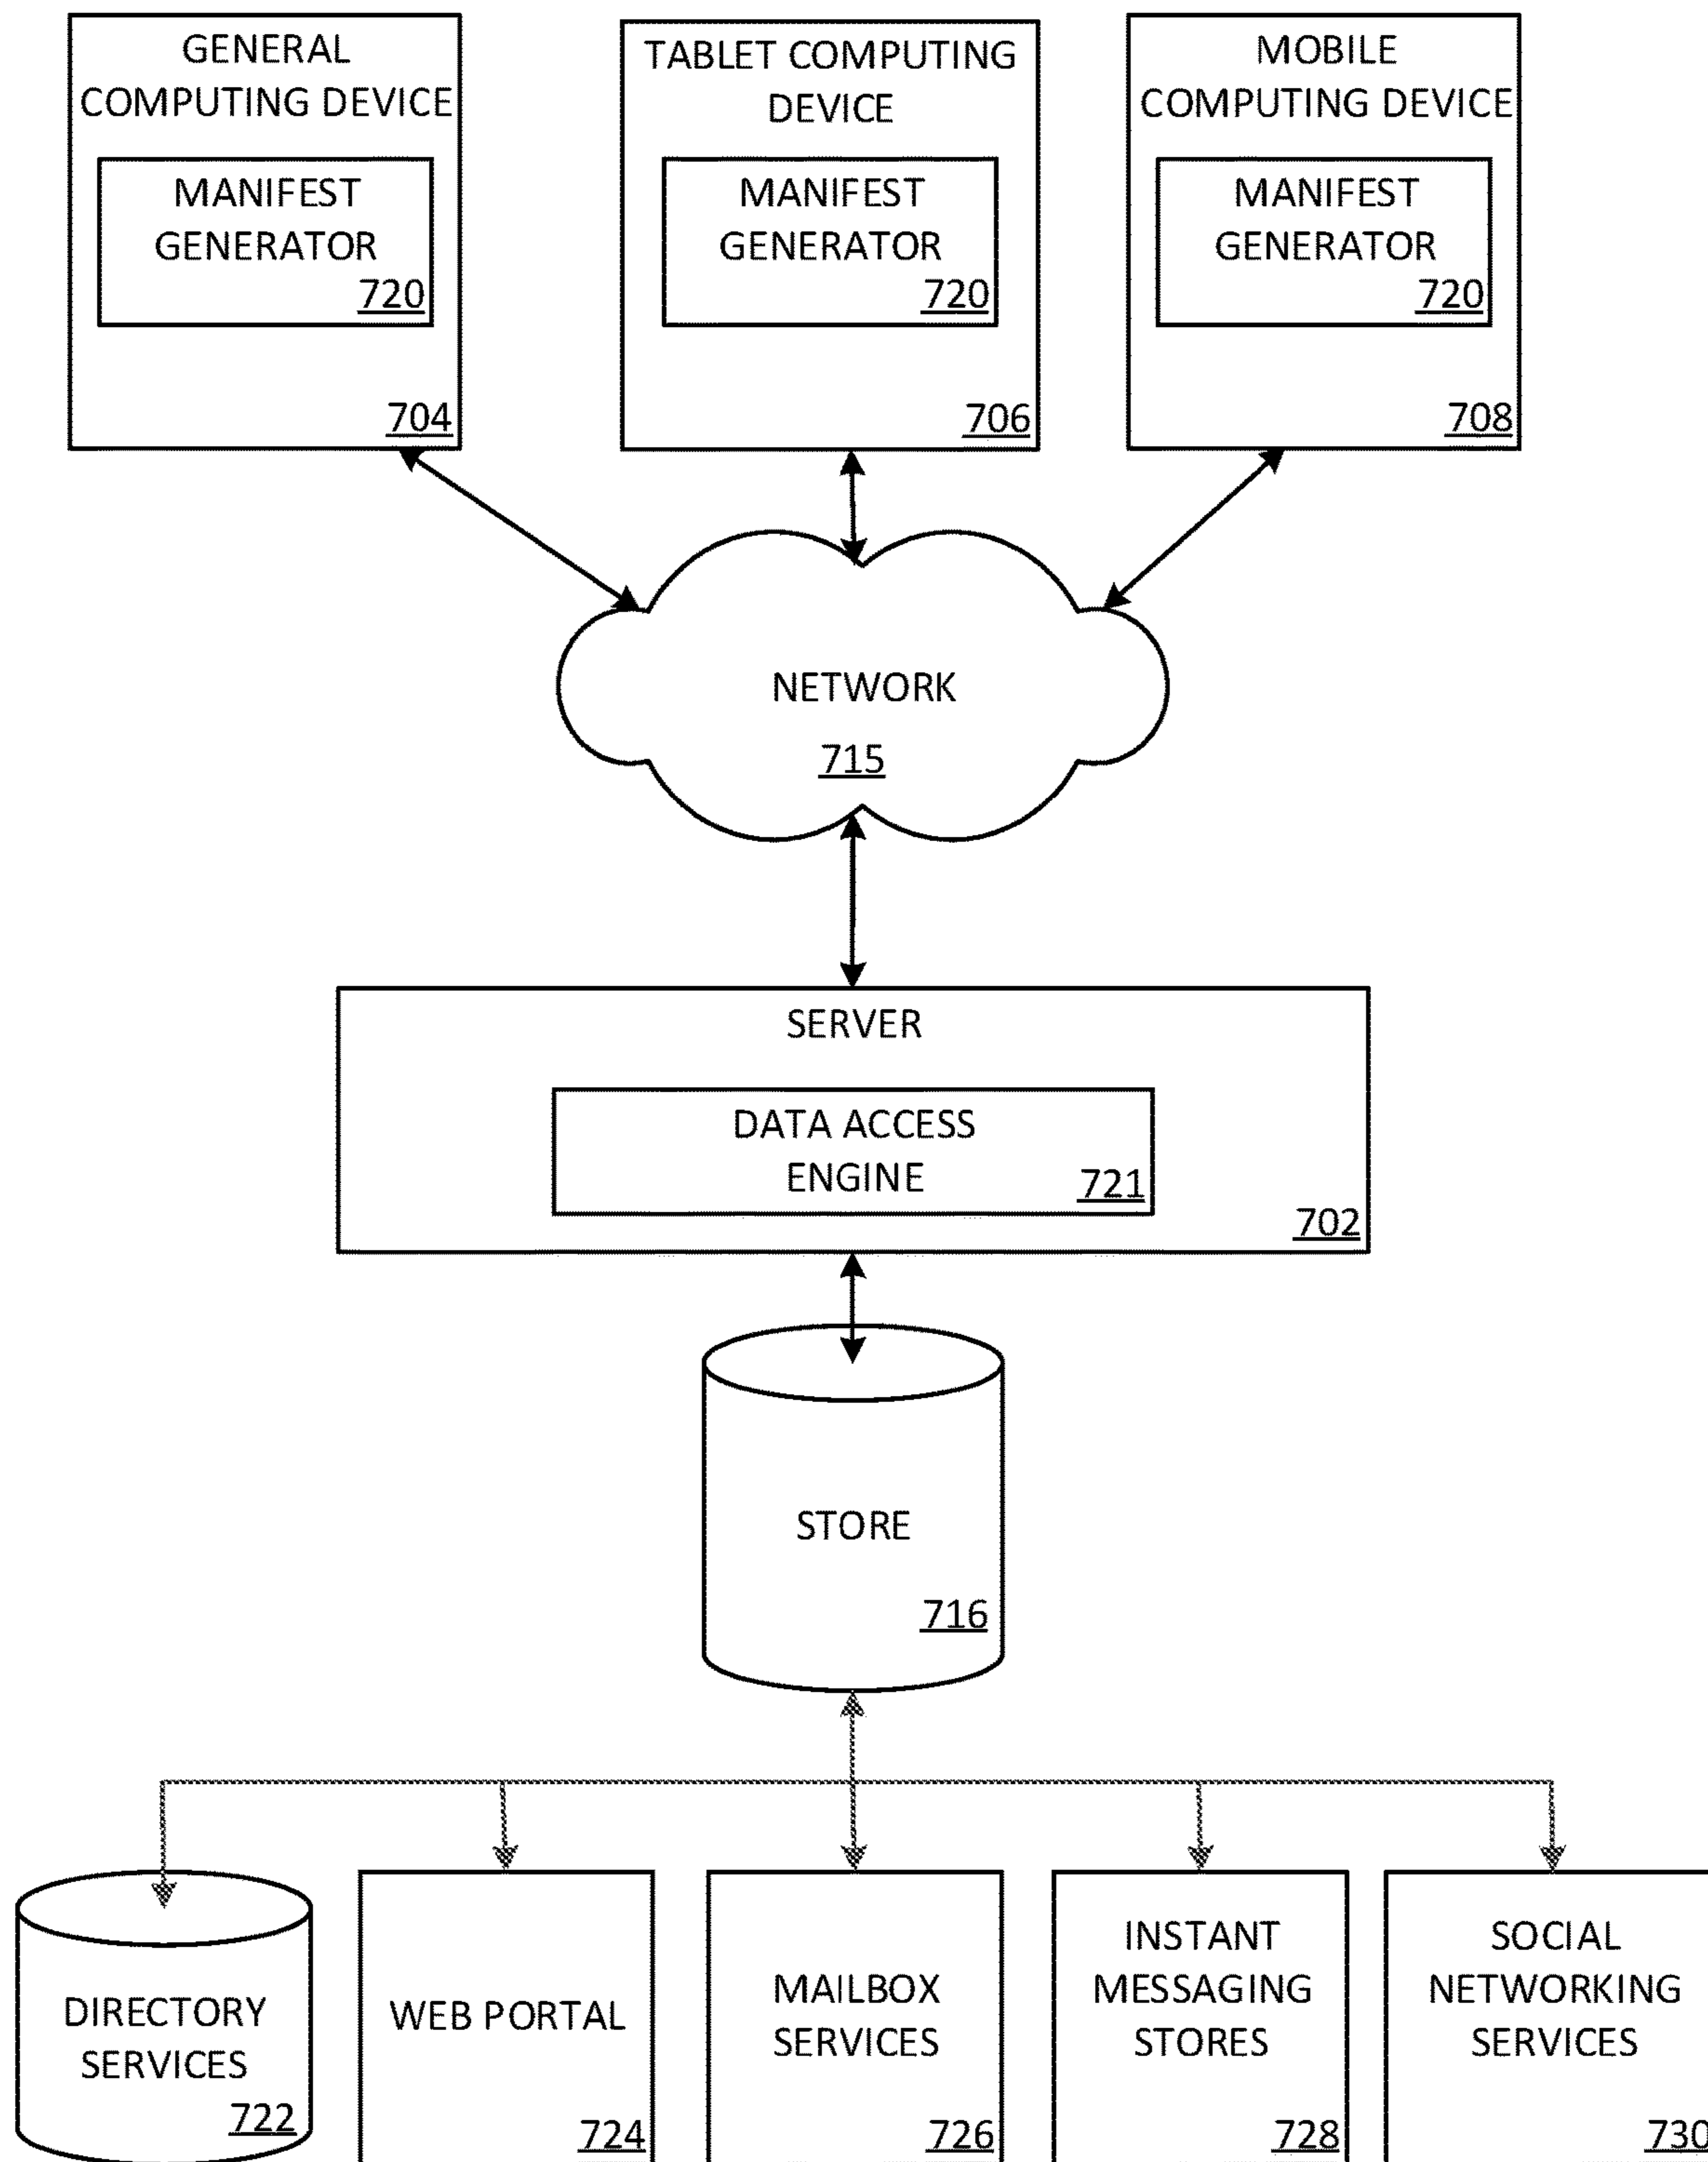 GENERAL
COMPUTING DEVICE
MANIFEST
GENERATOR
720
704
TABLET COMPUTING
DEVICE
MANIFEST
GENERATOR
720
706
MOBILE
COMPUTING DEVICE
MANIFEST
GENERATOR
720
708
NETWORK
715
SERVER
DATA ACCESS
ENGINE
721
702
STORE
716
DIRECTORY
SERVICES
722
WEB PORTAL
724
MAILBOX
SERVICES
726
INSTANT
MESSAGING
STORES
728
SOCIAL
NETWORKING
SERVICES
730